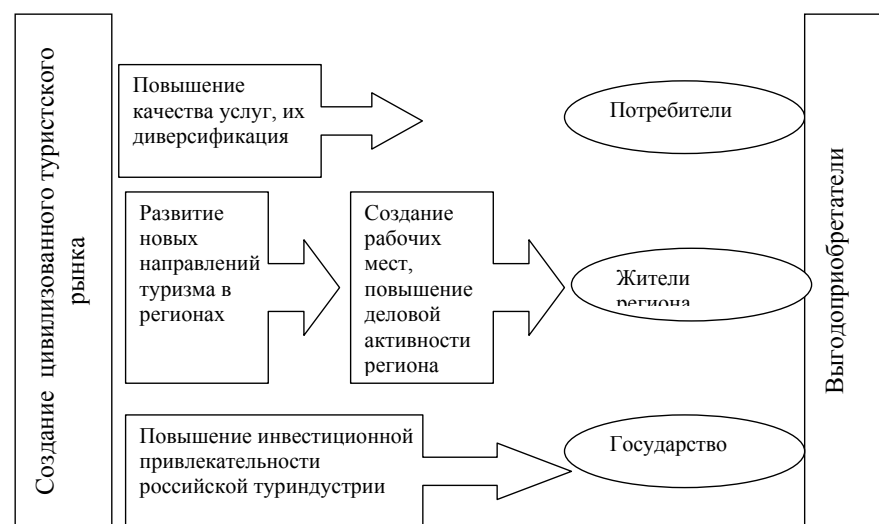 Создание цивилизованного туристского
рынка
Повышение
качества услуг, их
диверсификация
Потребители
Развитие
новых
направлений
туризма в
регионах
Создание
рабочих
мест,
повышение
деловой
активности
региона
Жители
региона
Повышение инвестиционной
привлекательности
российской туриндустрии
Государство
Выгодоприобретатели